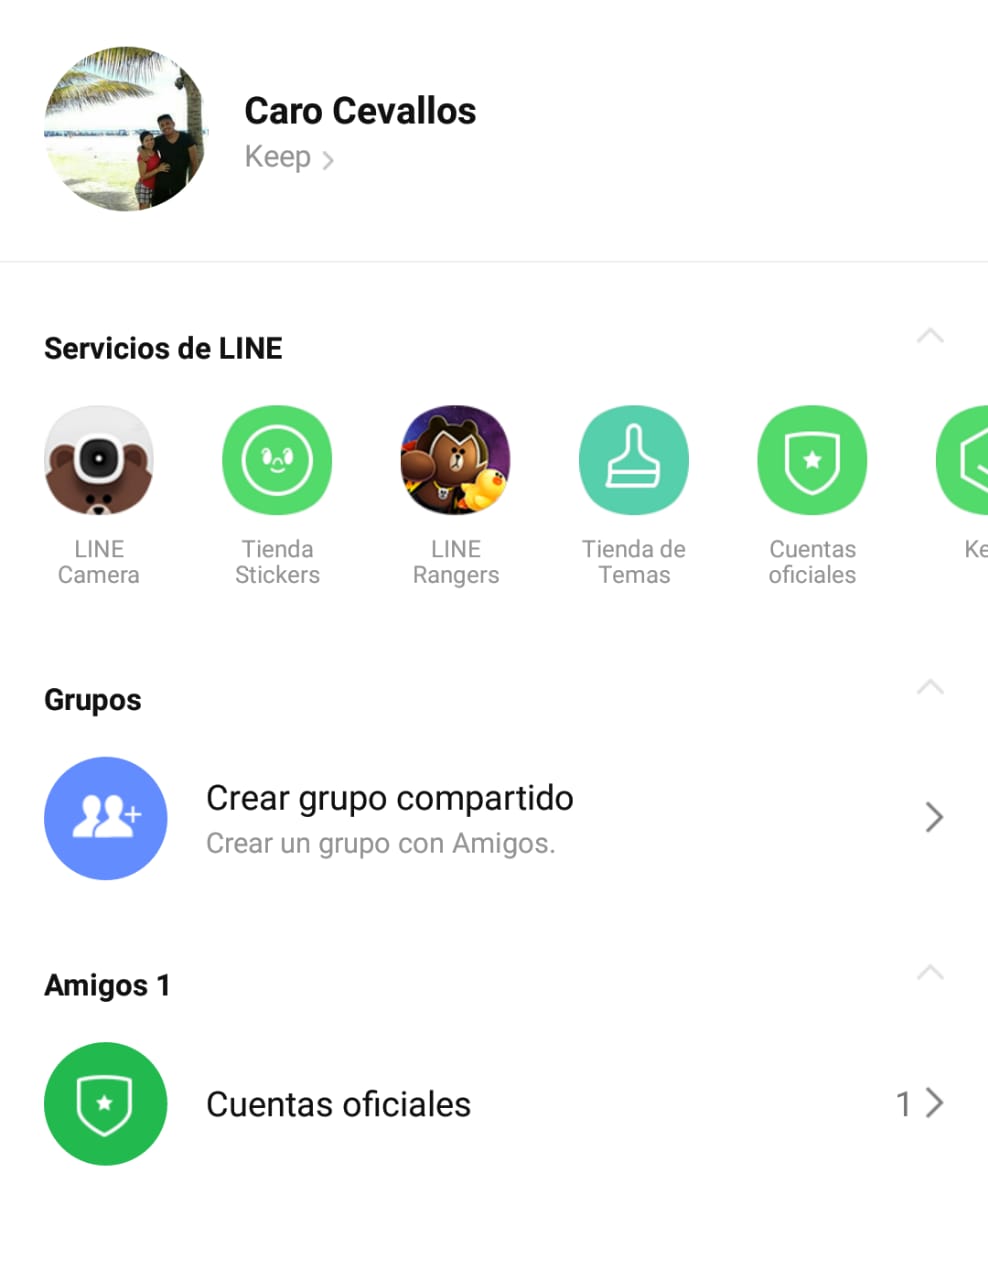 Caro Cevallos
Keep
Servicios de LINE
LINE
Camera
Tienda
Stickers
LINE
Rangers
Tienda de
Temas
Cuentas
oficiales
Ke
Grupos
Crear grupo compartido
Crear un grupo con Amigos.
Amigos 1
Cuentas oficiales
1